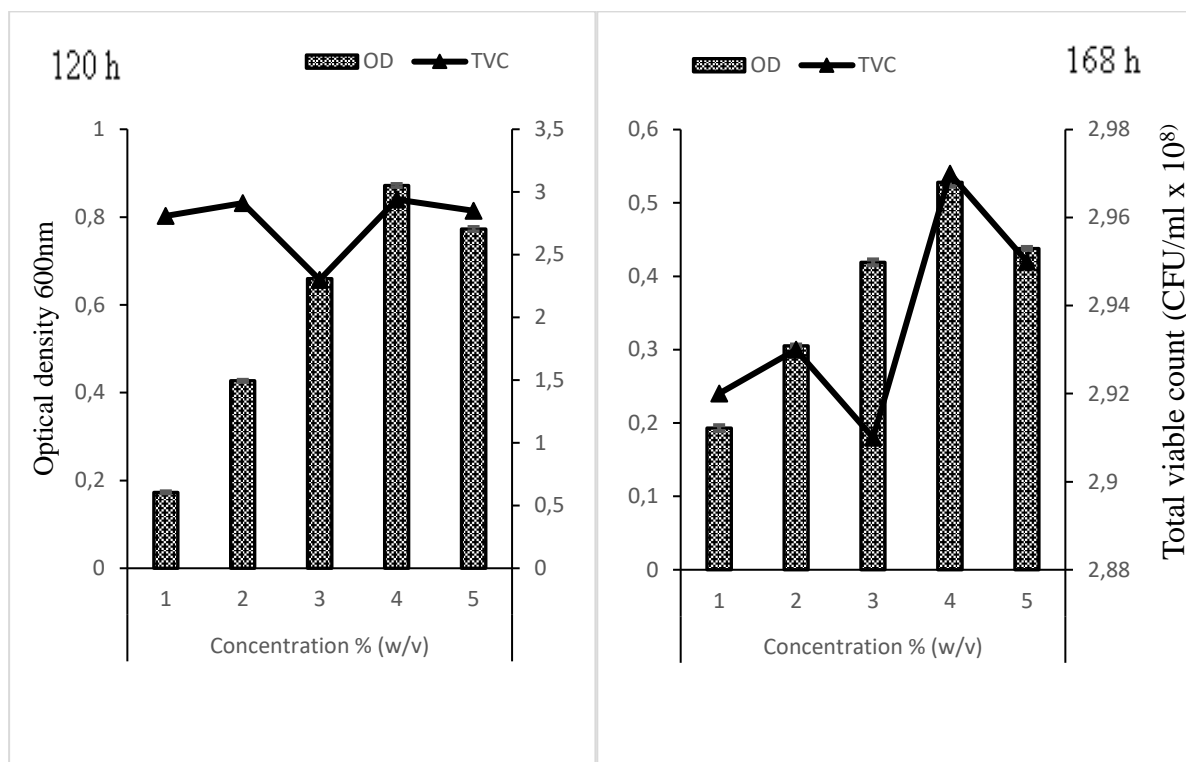 120 h
OD TVC
Optical density 600nm
1
0,8
0,6
0,4
0,2
0
3,5
3
2,5
2
1,5
1
0,5
0
1 2 3 4 5
Concentration % (w/v)
OD TVC
168 h
0,6
0,5
0,4
0,3
0,2
0,1
0
2,98
2,96
2,94
2,92
2,9
2,88
1 2 3 4 5
Concentration % (w/v)
Total viable count (CFU/ml x 10⁸)